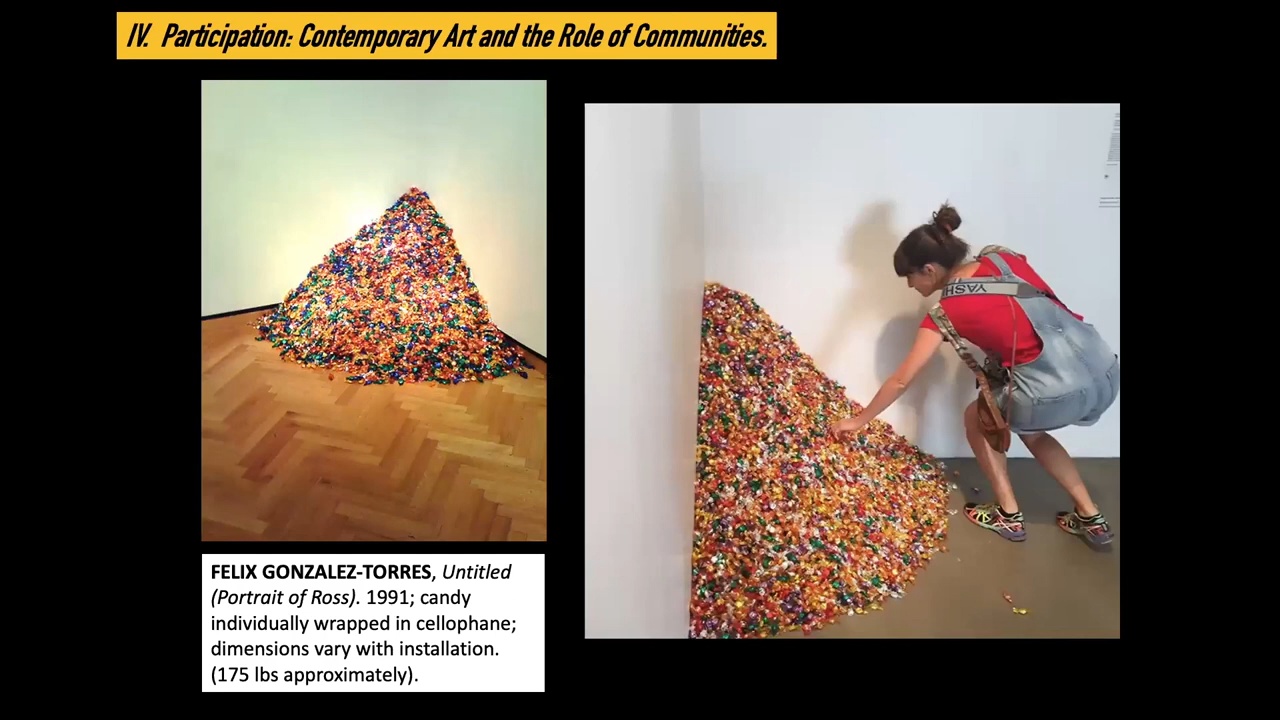 IV. Participation: Contemporary Art and the Role of Communities.
FELIX GONZALEZ-TORRES, Untitled
(Portrait of Ross). 1991; candy
individually wrapped in cellophane;
dimensions vary with installation.
(175 lbs approximately).
YASH